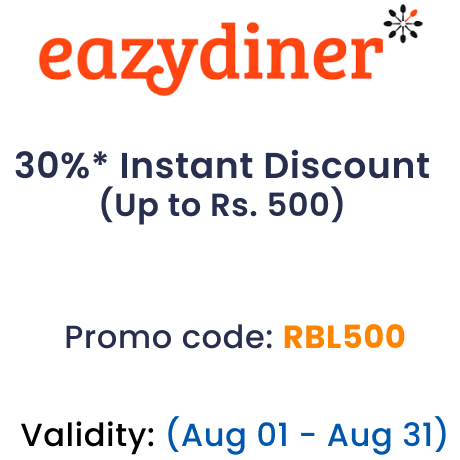 eazydiner
30%* Instant Discount
(Up to Rs. 500)
Promo code: RBL500
Validity: (Aug 01 - Aug 31)